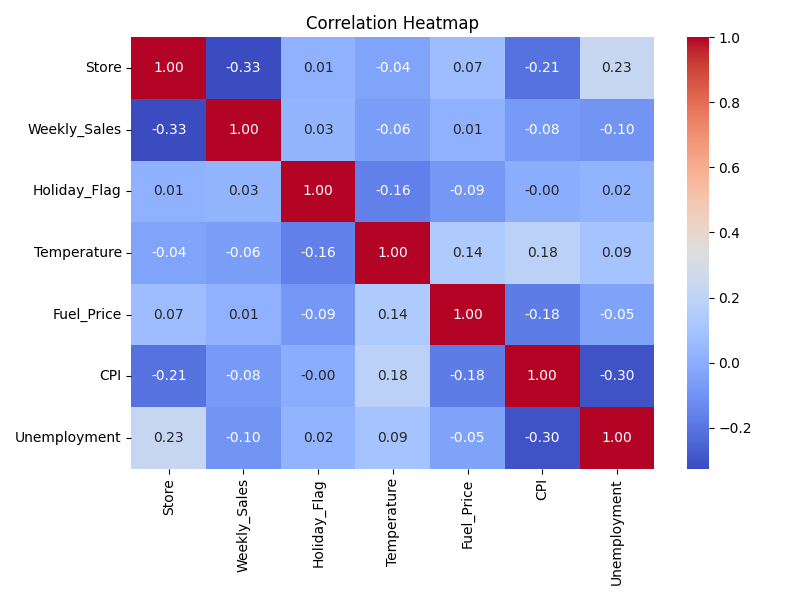 Correlation Heatmap
Store 1.00 -0.33 0.01 -0.04 0.07 -0.21 0.23
Weekly_Sales -0.33 1.00 0.03 -0.06 0.01 -0.08 -0.10
Holiday_Flag 0.01 0.03 1.00 -0.16 -0.09 -0.00 0.02
Temperature -0.04 -0.06 -0.16 1.00 0.14 0.18 0.09
Fuel_Price 0.07 0.01 -0.09 0.14 1.00 -0.18 -0.05
CPI -0.21 -0.08 -0.00 0.18 -0.18 1.00 -0.30
Unemployment 0.23 -0.10 0.02 0.09 -0.05 -0.30 1.00
Store
Weekly_Sales
Holiday_Flag
Temperature
Fuel_Price
CPI
Unemployment
1.0
0.8
0.6
0.4
0.2
0.0
−0.2